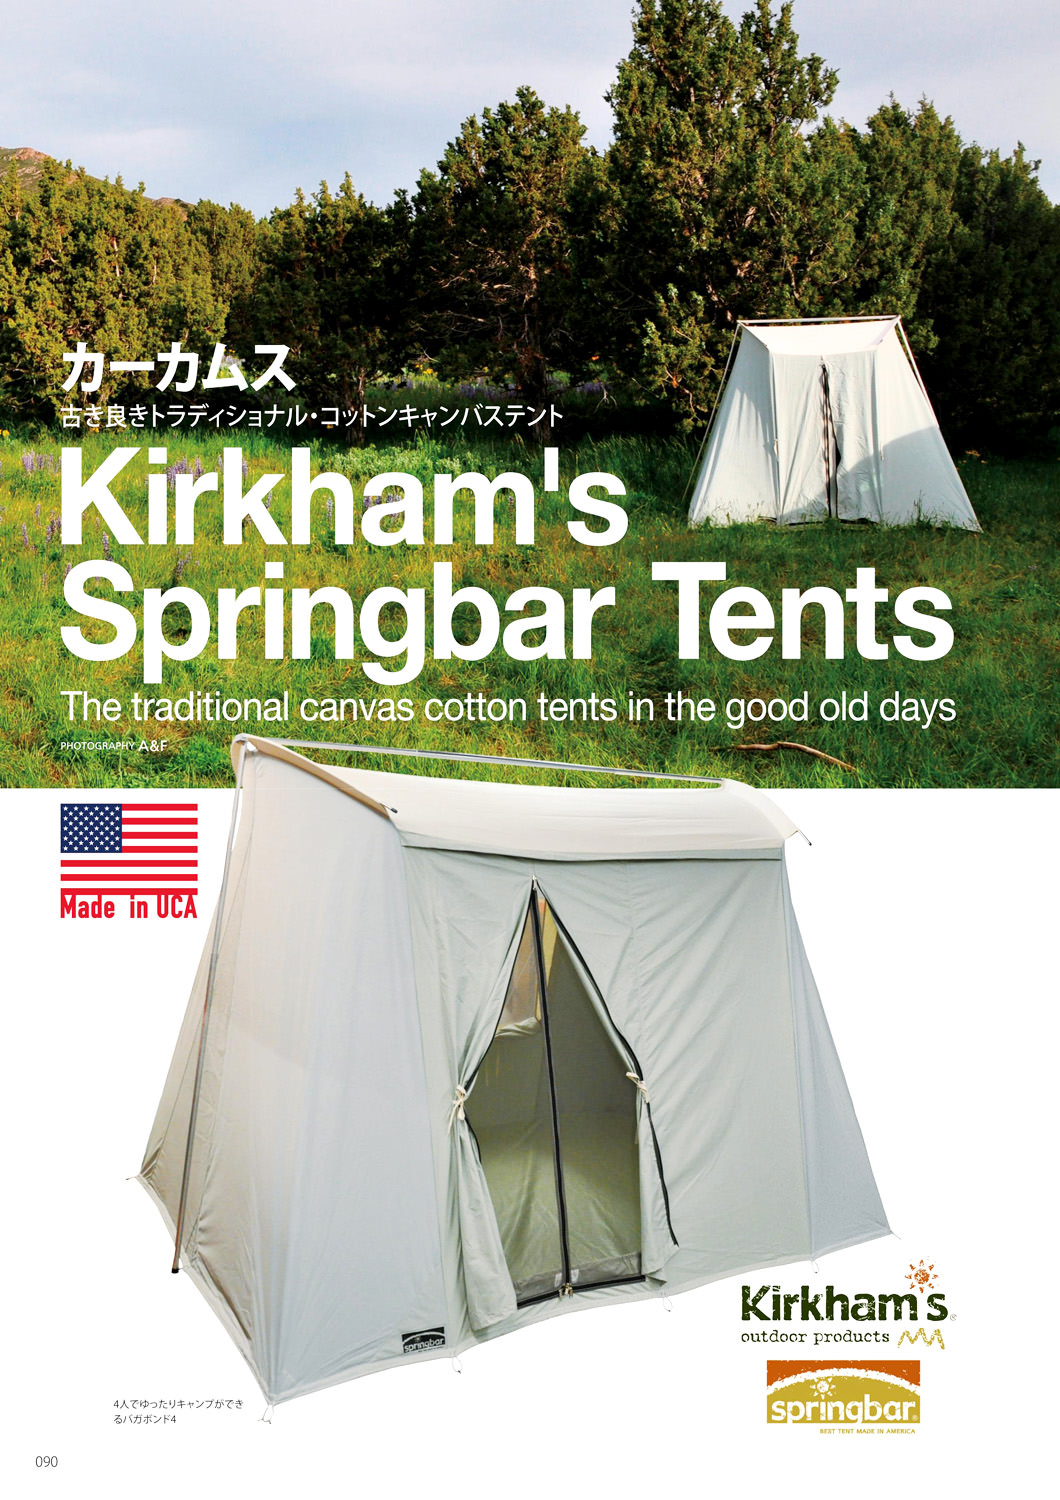 カーカムス
古き良きトラディショナル・コットンキャンバステント
Kirkham's
Springbar Tents
The traditional canvas cotton tents in the good old days
PHOTOGRAPHY A&F
Made in UCA
springbar
Kirkham's®
outdoor products
springbar®
BEST TENT MADE IN AMERICA
4人でゆったりキャンプができ
るバガボンド4
090